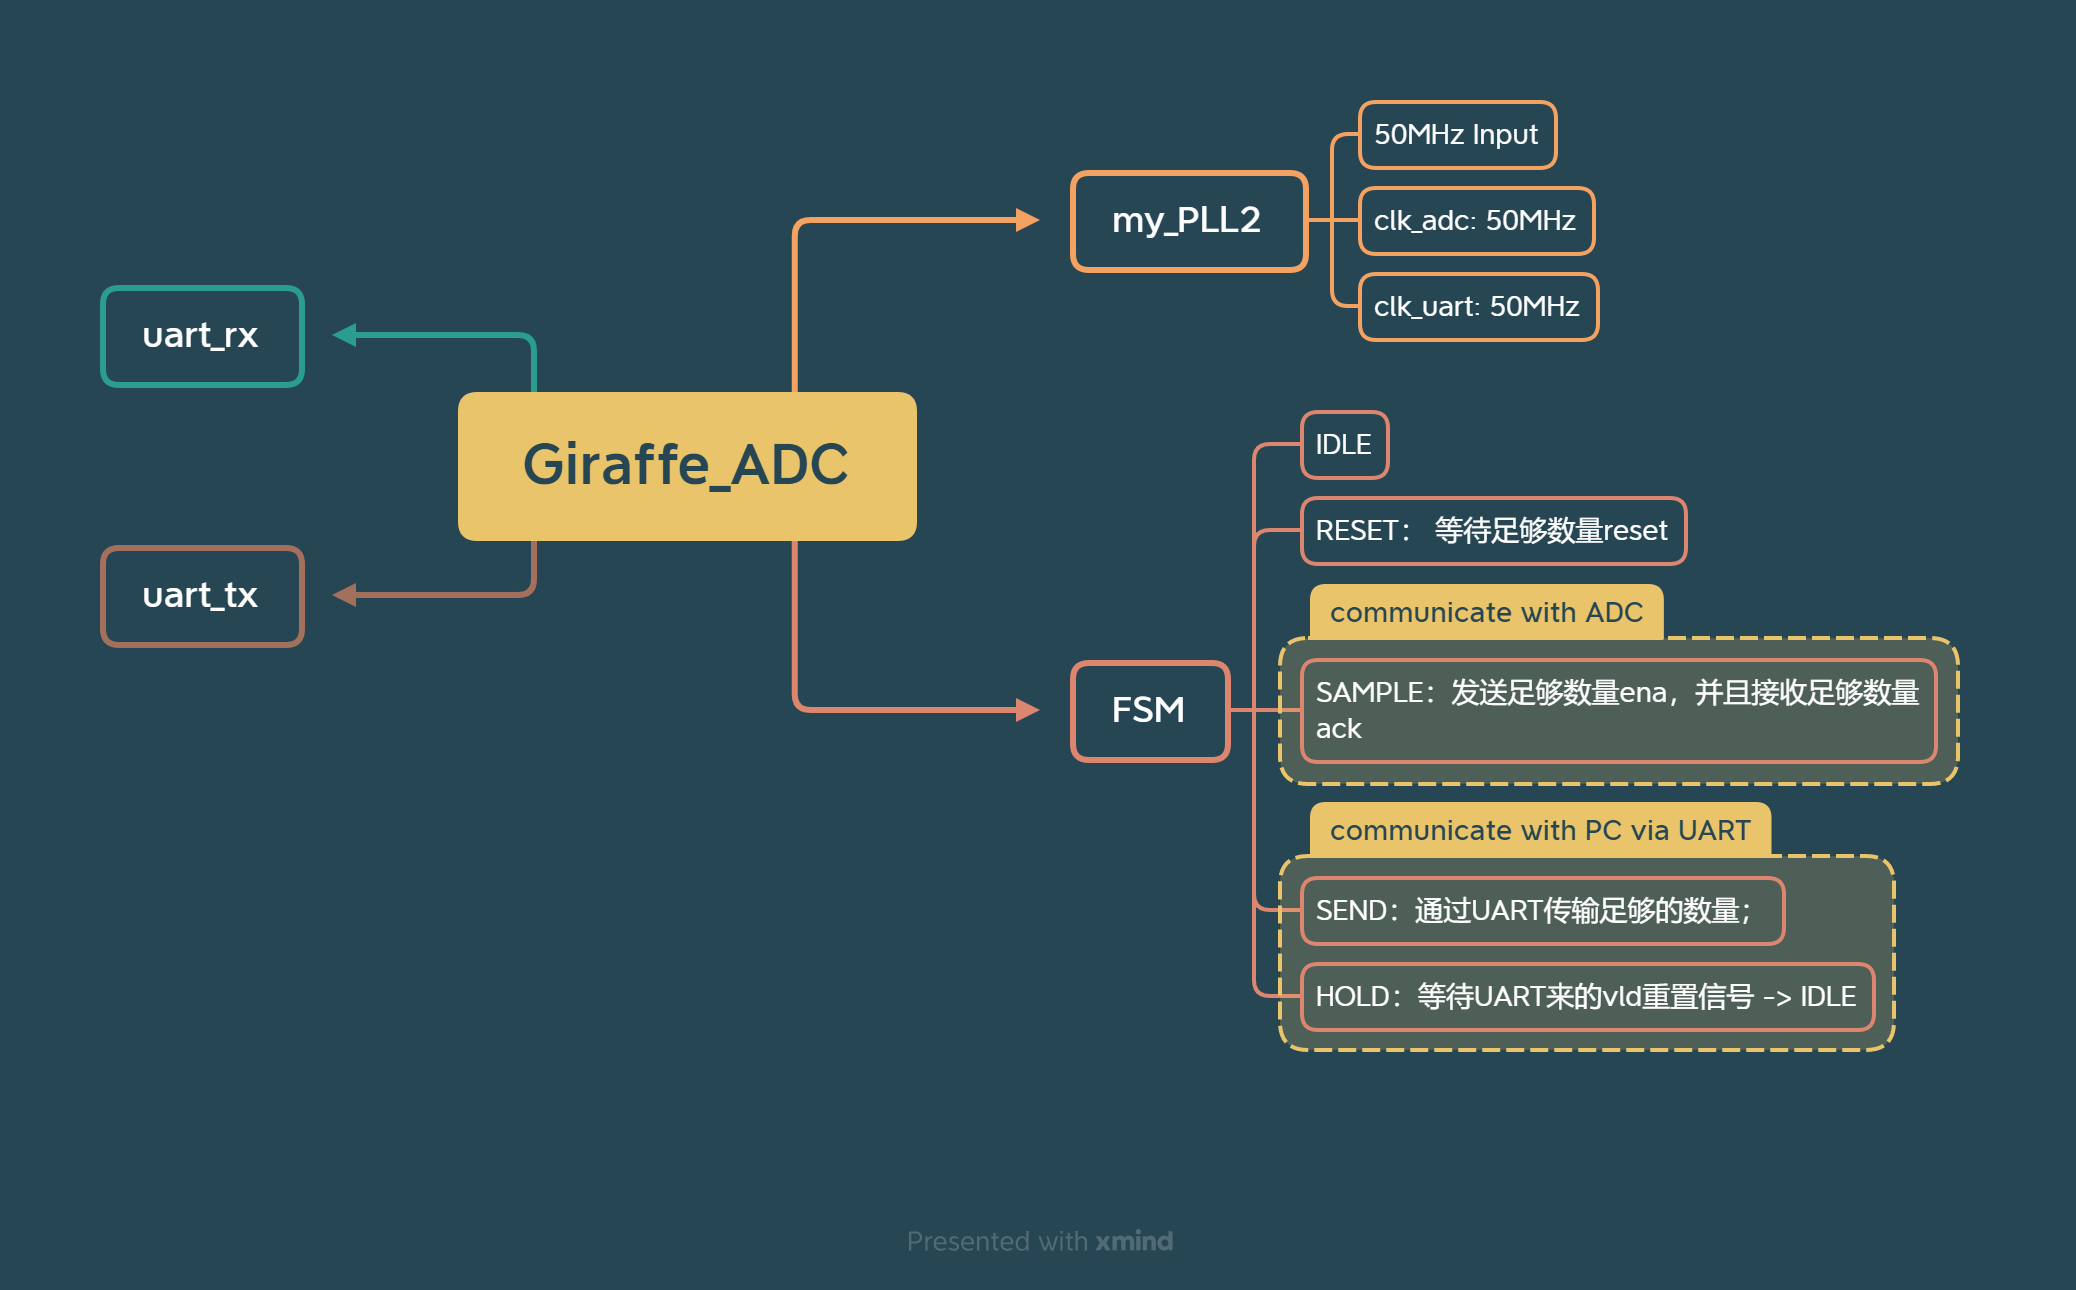 Giraffe_ADC
my_PLL2
50MHz Input
clk_adc: 50MHz
clk_uart: 50MHz
uart_rx
uart_tx
FSM
IDLE
RESET： 等待足够数量reset
communicate with ADC
SAMPLE：发送足够数量ena，并且接收足够数量
ack
communicate with PC via UART
SEND：通过UART传输足够的数量；
HOLD：等待UART来的vld重置信号 -> IDLE
Presented with xmind